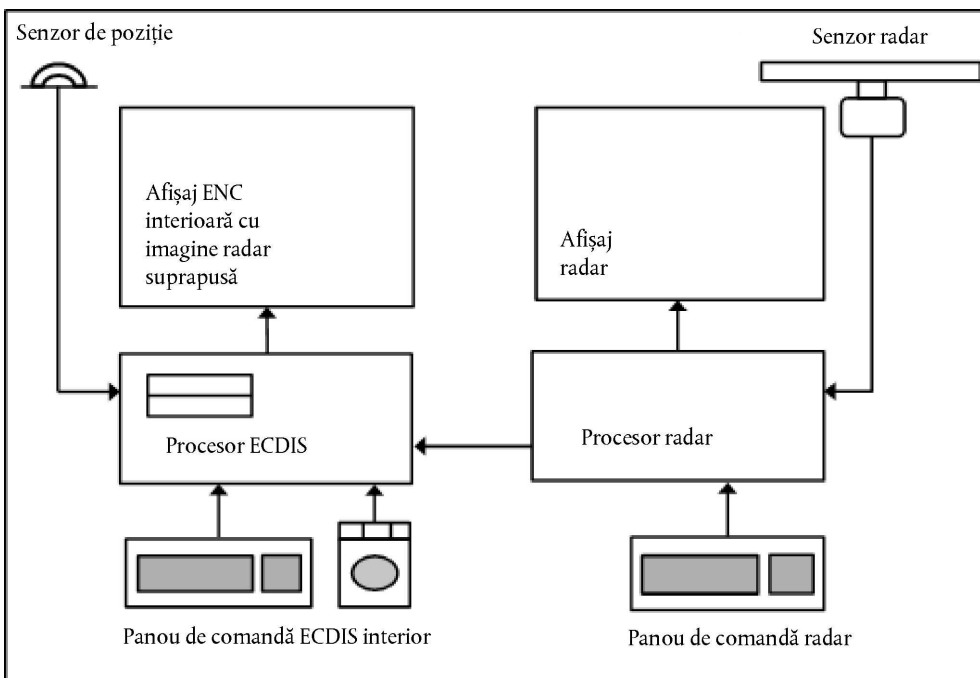 Senzor de poziție
Senzor radar
Afișaj ENC
interioară cu
imagine radar
suprapusă
Afișaj
radar
Procesor ECDIS
Procesor radar
Panou de comandă ECDIS interior
Panou de comandă radar